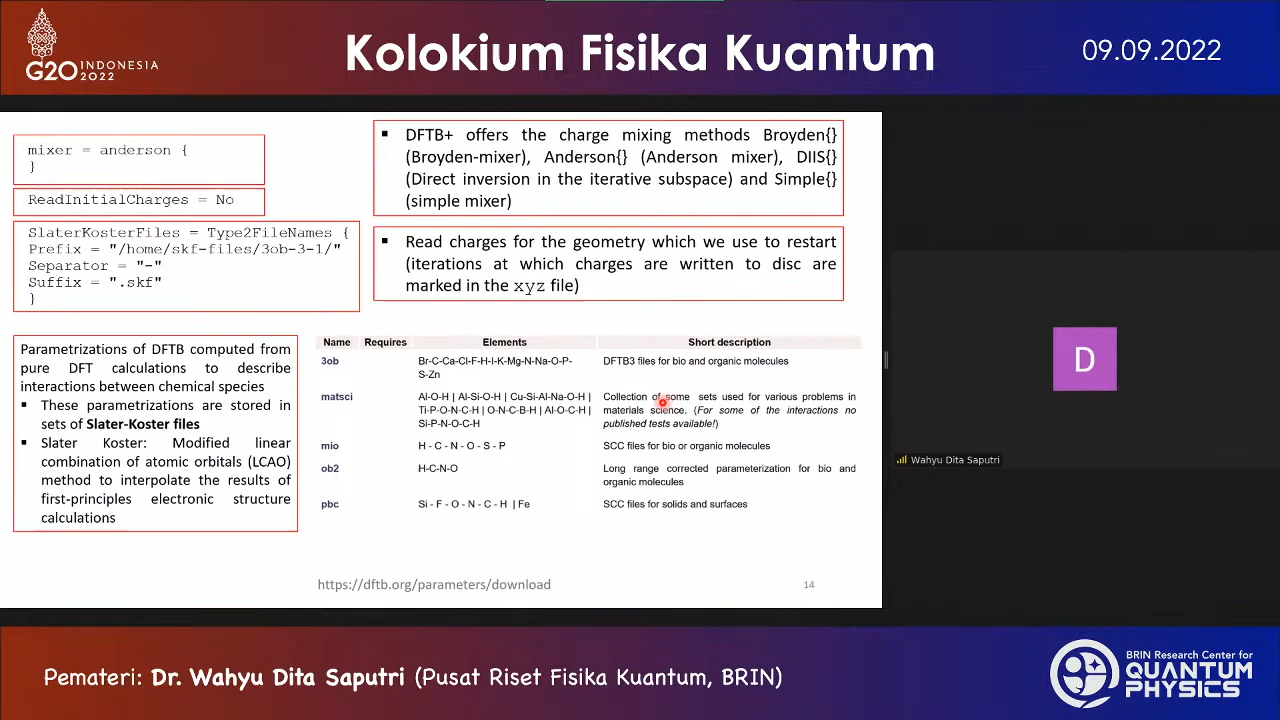 G20 INDONESIA 2022
Kolokium Fisika Kuantum
09.09.2022
mixer = anderson {
}
ReadInitialCharges = No
SlaterKosterFiles = Type2FileNames {
Prefix = "/home/skf-files/3ob-3-1/"
Separator = "-"
Suffix = ".skf"
}
▪ DFTB+ offers the charge mixing methods Broyden{}
(Broyden-mixer), Anderson{} (Anderson mixer), DIIS{}
(Direct inversion in the iterative subspace) and Simple{}
(simple mixer)
▪ Read charges for the geometry which we use to restart
(iterations at which charges are written to disc are
marked in the xyz file)
Parametrizations of DFTB computed from
pure DFT calculations to describe
interactions between chemical species
▪ These parametrizations are stored in
sets of Slater-Koster files
▪ Slater Koster: Modified linear
combination of atomic orbitals (LCAO)
method to interpolate the results of
first-principles electronic structure
calculations
Name Requires Elements Short description
3ob Br-C-Ca-Cl-F-H-I-K-Mg-N-Na-O-P- DFTB3 files for bio and organic molecules
S-Zn
matsci Al-O-H | Al-Si-O-H | Cu-Si-Al-Na-O-H | Collection of some sets used for various problems in
Ti-P-O-N-C-H | O-N-C-B-H | Al-O-C-H | materials science. (For some of the interactions no
Si-P-N-O-C-H published tests available!)
mio H - C - N - O - S - P SCC files for bio or organic molecules
ob2 H-C-N-O Long range corrected parameterization for bio and
organic molecules
pbc Si - F - O - N - C - H | Fe SCC files for solids and surfaces
https://dftb.org/parameters/download
14
D
Wahyu Dita Saputri
Pemateri: Dr. Wahyu Dita Saputri (Pusat Riset Fisika Kuantum, BRIN)
BRIN Research Center for
QUANTUM
PHYSICS